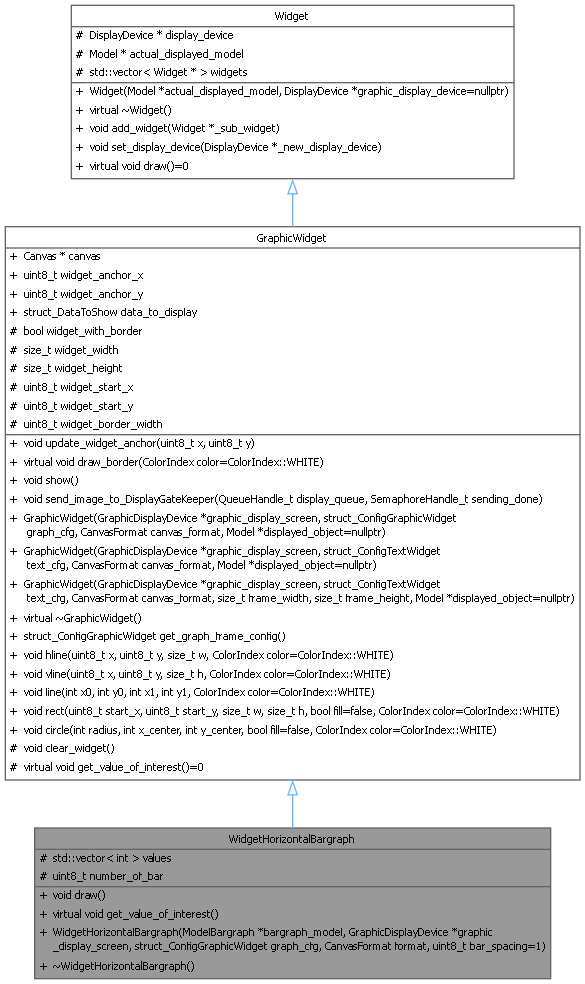 Widget
# DisplayDevice * display_device
# Model * actual_displayed_model
# std::vector< Widget * > widgets
+ Widget(Model *actual_displayed_model, DisplayDevice *graphic_display_device=nullptr)
+ virtual ~Widget()
+ void add_widget(Widget *_sub_widget)
+ void set_display_device(DisplayDevice *_new_display_device)
+ virtual void draw()=0
GraphicWidget
+ Canvas * canvas
+ uint8_t widget_anchor_x
+ uint8_t widget_anchor_y
+ struct_DataToShow data_to_display
# bool widget_with_border
# size_t widget_width
# size_t widget_height
# uint8_t widget_start_x
# uint8_t widget_start_y
# uint8_t widget_border_width
+ void update_widget_anchor(uint8_t x, uint8_t y)
+ virtual void draw_border(ColorIndex color=ColorIndex::WHITE)
+ void show()
+ void send_image_to_DisplayGateKeeper(QueueHandle_t display_queue, SemaphoreHandle_t sending_done)
+ GraphicWidget(GraphicDisplayDevice *graphic_display_screen, struct_ConfigGraphicWidget
graph_cfg, CanvasFormat canvas_format, Model *displayed_object=nullptr)
+ GraphicWidget(GraphicDisplayDevice *graphic_display_screen, struct_ConfigTextWidget
text_cfg, CanvasFormat canvas_format, Model *displayed_object=nullptr)
+ GraphicWidget(GraphicDisplayDevice *graphic_display_screen, struct_ConfigTextWidget
text_cfg, CanvasFormat canvas_format, size_t frame_width, size_t frame_height, Model *displayed_object=nullptr)
+ virtual ~GraphicWidget()
+ struct_ConfigGraphicWidget get_graph_frame_config()
+ void hline(uint8_t x, uint8_t y, size_t w, ColorIndex color=ColorIndex::WHITE)
+ void vline(uint8_t x, uint8_t y, size_t h, ColorIndex color=ColorIndex::WHITE)
+ void line(int x0, int y0, int x1, int y1, ColorIndex color=ColorIndex::WHITE)
+ void rect(uint8_t start_x, uint8_t start_y, size_t w, size_t h, bool fill=false, ColorIndex color=ColorIndex::WHITE)
+ void circle(int radius, int x_center, int y_center, bool fill=false, ColorIndex color=ColorIndex::WHITE)
# void clear_widget()
# virtual void get_value_of_interest()=0
WidgetHorizontalBargraph
# std::vector< int > values
# uint8_t number_of_bar
+ void draw()
+ virtual void get_value_of_interest()
+ WidgetHorizontalBargraph(ModelBargraph *bargraph_model, GraphicDisplayDevice *graphic
_display_screen, struct_ConfigGraphicWidget graph_cfg, CanvasFormat format, uint8_t bar_spacing=1)
+ ~WidgetHorizontalBargraph()